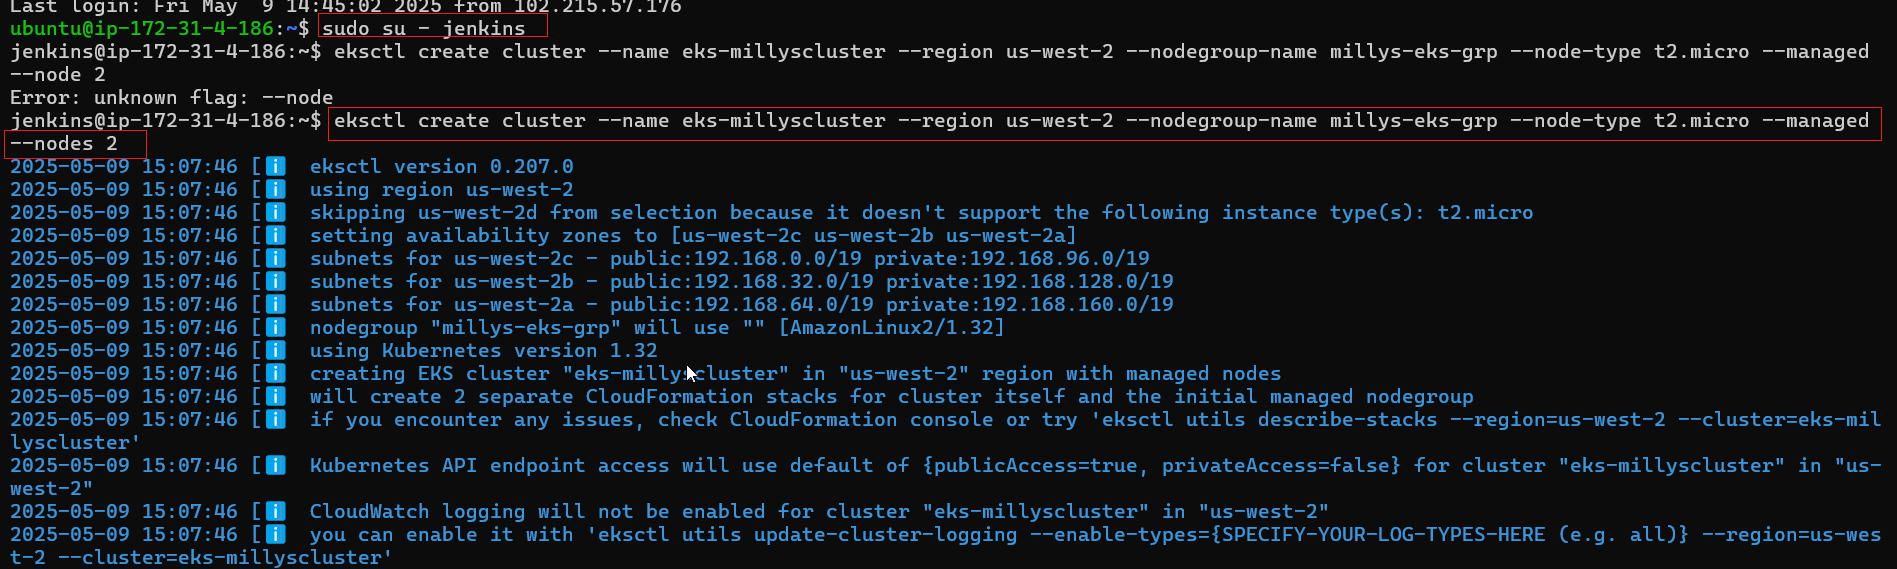 Last login: Fri May  9 14:45:02 2025 from 102.215.57.176
ubuntu@ip-172-31-4-186:~$ sudo su - jenkins
jenkins@ip-172-31-4-186:~$ eksctl create cluster --name eks-millyscluster --region us-west-2 --nodegroup-name millys-eks-grp --node-type t2.micro --managed
--node 2
Error: unknown flag: --node
jenkins@ip-172-31-4-186:~$ eksctl create cluster --name eks-millyscluster --region us-west-2 --nodegroup-name millys-eks-grp --node-type t2.micro --managed
--nodes 2
2025-05-09 15:07:46 [ℹ]  eksctl version 0.207.0
2025-05-09 15:07:46 [ℹ]  using region us-west-2
2025-05-09 15:07:46 [ℹ]  skipping us-west-2d from selection because it doesn't support the following instance type(s): t2.micro
2025-05-09 15:07:46 [ℹ]  setting availability zones to [us-west-2c us-west-2b us-west-2a]
2025-05-09 15:07:46 [ℹ]  subnets for us-west-2c - public:192.168.0.0/19 private:192.168.96.0/19
2025-05-09 15:07:46 [ℹ]  subnets for us-west-2b - public:192.168.32.0/19 private:192.168.128.0/19
2025-05-09 15:07:46 [ℹ]  subnets for us-west-2a - public:192.168.64.0/19 private:192.168.160.0/19
2025-05-09 15:07:46 [ℹ]  nodegroup "millys-eks-grp" will use "" [AmazonLinux2/1.32]
2025-05-09 15:07:46 [ℹ]  using Kubernetes version 1.32
2025-05-09 15:07:46 [ℹ]  creating EKS cluster "eks-millyscluster" in "us-west-2" region with managed nodes
2025-05-09 15:07:46 [ℹ]  will create 2 separate CloudFormation stacks for cluster itself and the initial managed nodegroup
2025-05-09 15:07:46 [ℹ]  if you encounter any issues, check CloudFormation console or try 'eksctl utils describe-stacks --region=us-west-2 --cluster=eks-mil
lyscluster'
2025-05-09 15:07:46 [ℹ]  Kubernetes API endpoint access will use default of {publicAccess=true, privateAccess=false} for cluster "eks-millyscluster" in "us-
west-2"
2025-05-09 15:07:46 [ℹ]  CloudWatch logging will not be enabled for cluster "eks-millyscluster" in "us-west-2"
2025-05-09 15:07:46 [ℹ]  you can enable it with 'eksctl utils update-cluster-logging --enable-types={SPECIFY-YOUR-LOG-TYPES-HERE (e.g. all)} --region=us-wes
t-2 --cluster=eks-millyscluster'